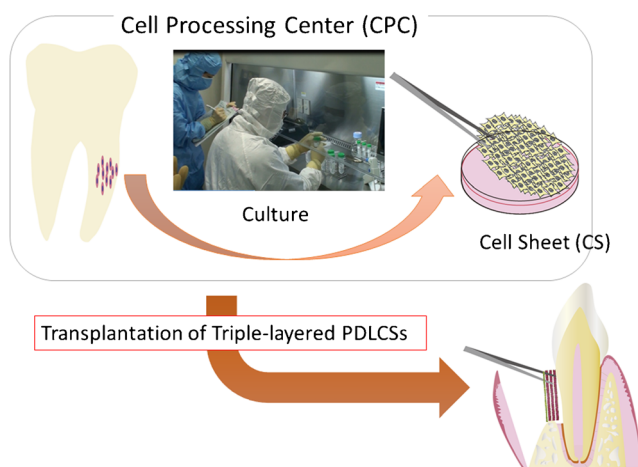 Cell Processing Center (CPC)
Culture
Cell Sheet (CS)
Transplantation of Triple-layered PDLCSs